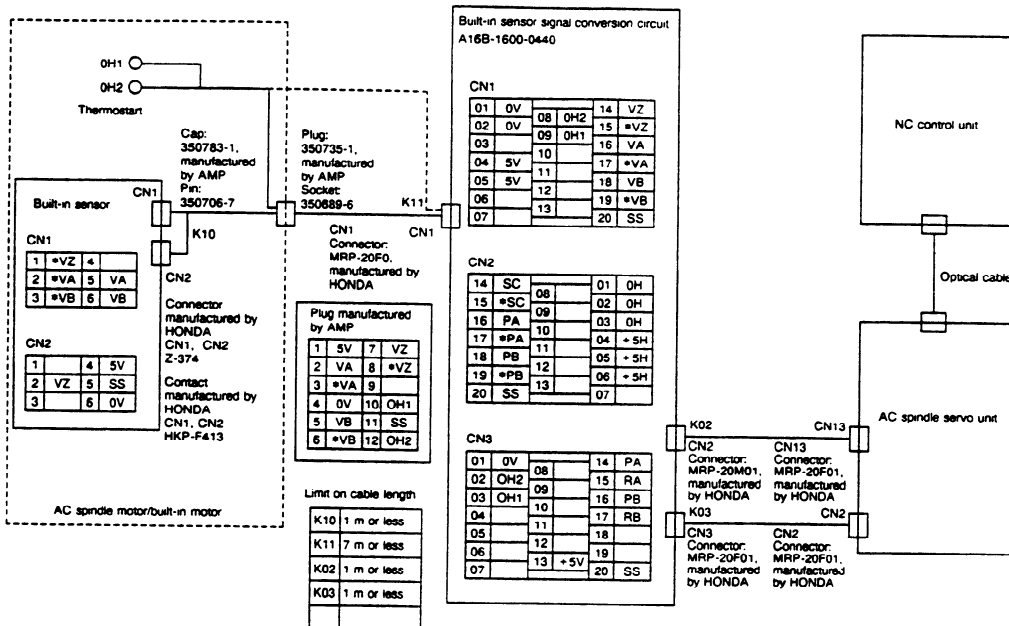 0H1
0H2
Thermostart
Cap:
350783-1,
manufactured
by AMP
Pin:
350706-7
Plug:
350735-1,
manufactured
by AMP
Socket:
350689-6
K11
CN1
CN1
K10
CN2
Built-in sensor
CN1
1 *VZ 4
2 *VA 5 VA
3 *VB 6 VB
CN2
1 4 5V
2 VZ 5 SS
3 6 0V
Connector
manufactured by
HONDA
CN1, CN2
Z-374
Contact
manufactured by
HONDA
CN1, CN2
HKP-F413
AC spindle motor/built-in motor
CN1
Connector:
MRP-20F0,
manufactured by
HONDA
Plug manufactured
by AMP
1 5V 7 VZ
2 VA 8 *VZ
3 *VA 9
4 0V 10 OH1
5 VB 11 SS
6 *VB 12 OH2
Limit on cable length
K10 1 m or less
K11 7 m or less
K02 1 m or less
K03 1 m or less
Built-in sensor signal conversion circuit
A16B-1600-0440
CN1
01 0V
02 0V
03
04 5V
05 5V
06
07
08 0H2
09 0H1
10
11
12
13
14 VZ
15 *VZ
16 VA
17 *VA
18 VB
19 *VB
20 SS
CN2
14 SC
15 *SC
16 PA
17 *PA
18 PB
19 *PB
20 SS
08
09
10
11
12
13
01 0H
02 0H
03 0H
04 +5H
05 +5H
06 +5H
07
CN3
01 0V
02 OH2
03 OH1
04
05
06
07
08
09
10
11
12
13 +5V
14 PA
15 RA
16 PB
17 RB
18
19
20 SS
K02
CN2
Connector:
MRP-20M01,
manufactured
by HONDA
CN13
CN13
Connector:
MRP-20F01,
manufactured
by HONDA
K03
CN3
Connector:
MRP-20F01,
manufactured
by HONDA
CN2
CN2
Connector:
MRP-20F01,
manufactured
by HONDA
NC control unit
Optical cable
AC spindle servo unit